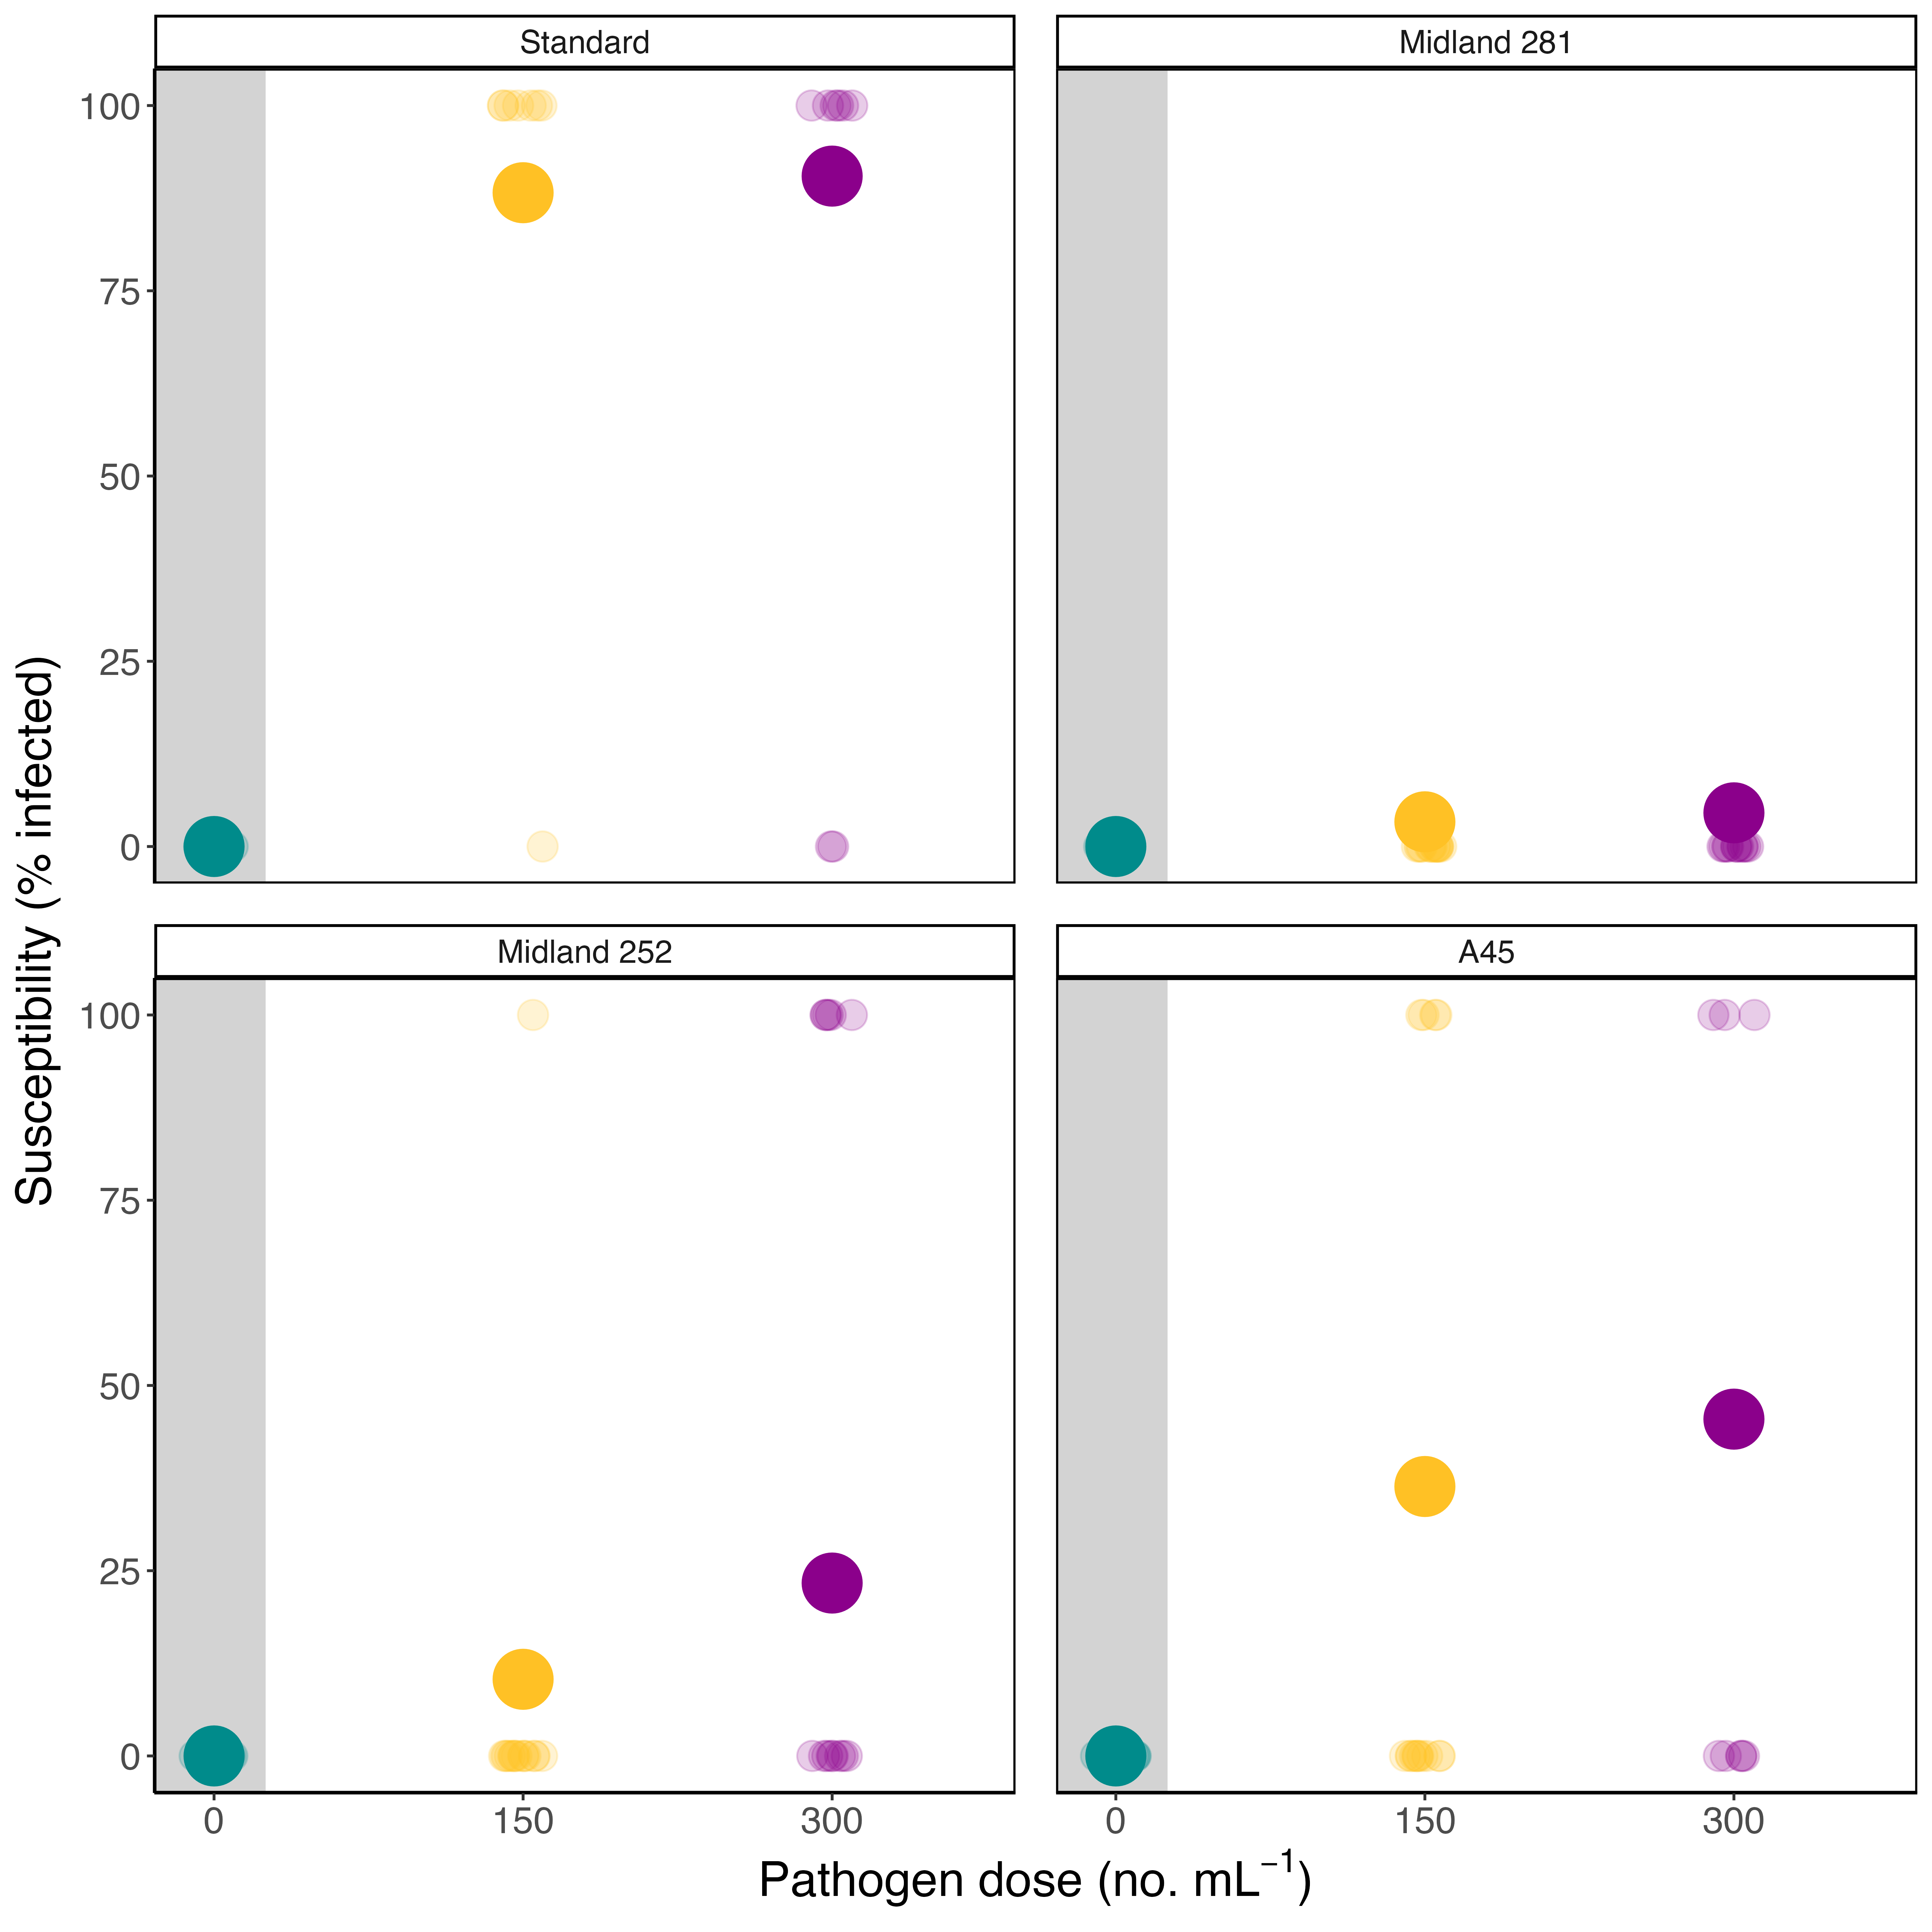 Standard
Midland 281
100
75
50
25
0
Susceptibility (% infected)
Midland 252
A45
100
75
50
25
0
0 150 300 0 150 300
Pathogen dose (no. mL⁻¹)